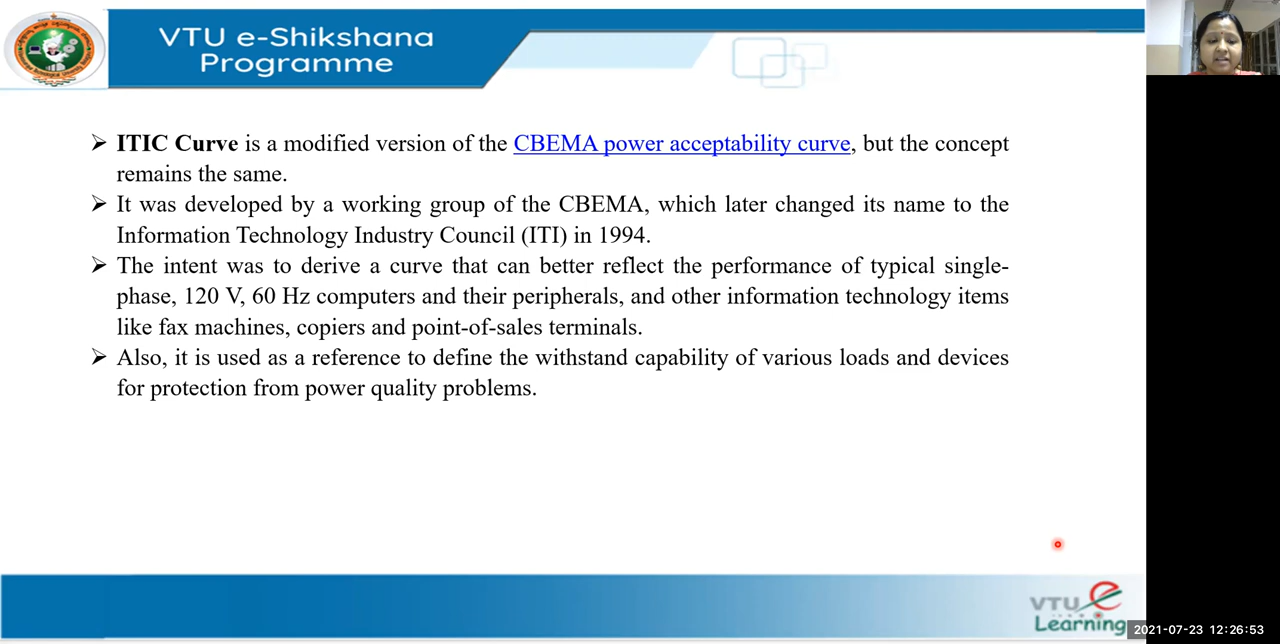 VTU e-Shikshana
Programme
➢ ITIC Curve is a modified version of the CBEMA power acceptability curve, but the concept
remains the same.
➢ It was developed by a working group of the CBEMA, which later changed its name to the
Information Technology Industry Council (ITI) in 1994.
➢ The intent was to derive a curve that can better reflect the performance of typical single-
phase, 120 V, 60 Hz computers and their peripherals, and other information technology items
like fax machines, copiers and point-of-sales terminals.
➢ Also, it is used as a reference to define the withstand capability of various loads and devices
for protection from power quality problems.
VTU e
Learning
2021-07-23 12:26:53